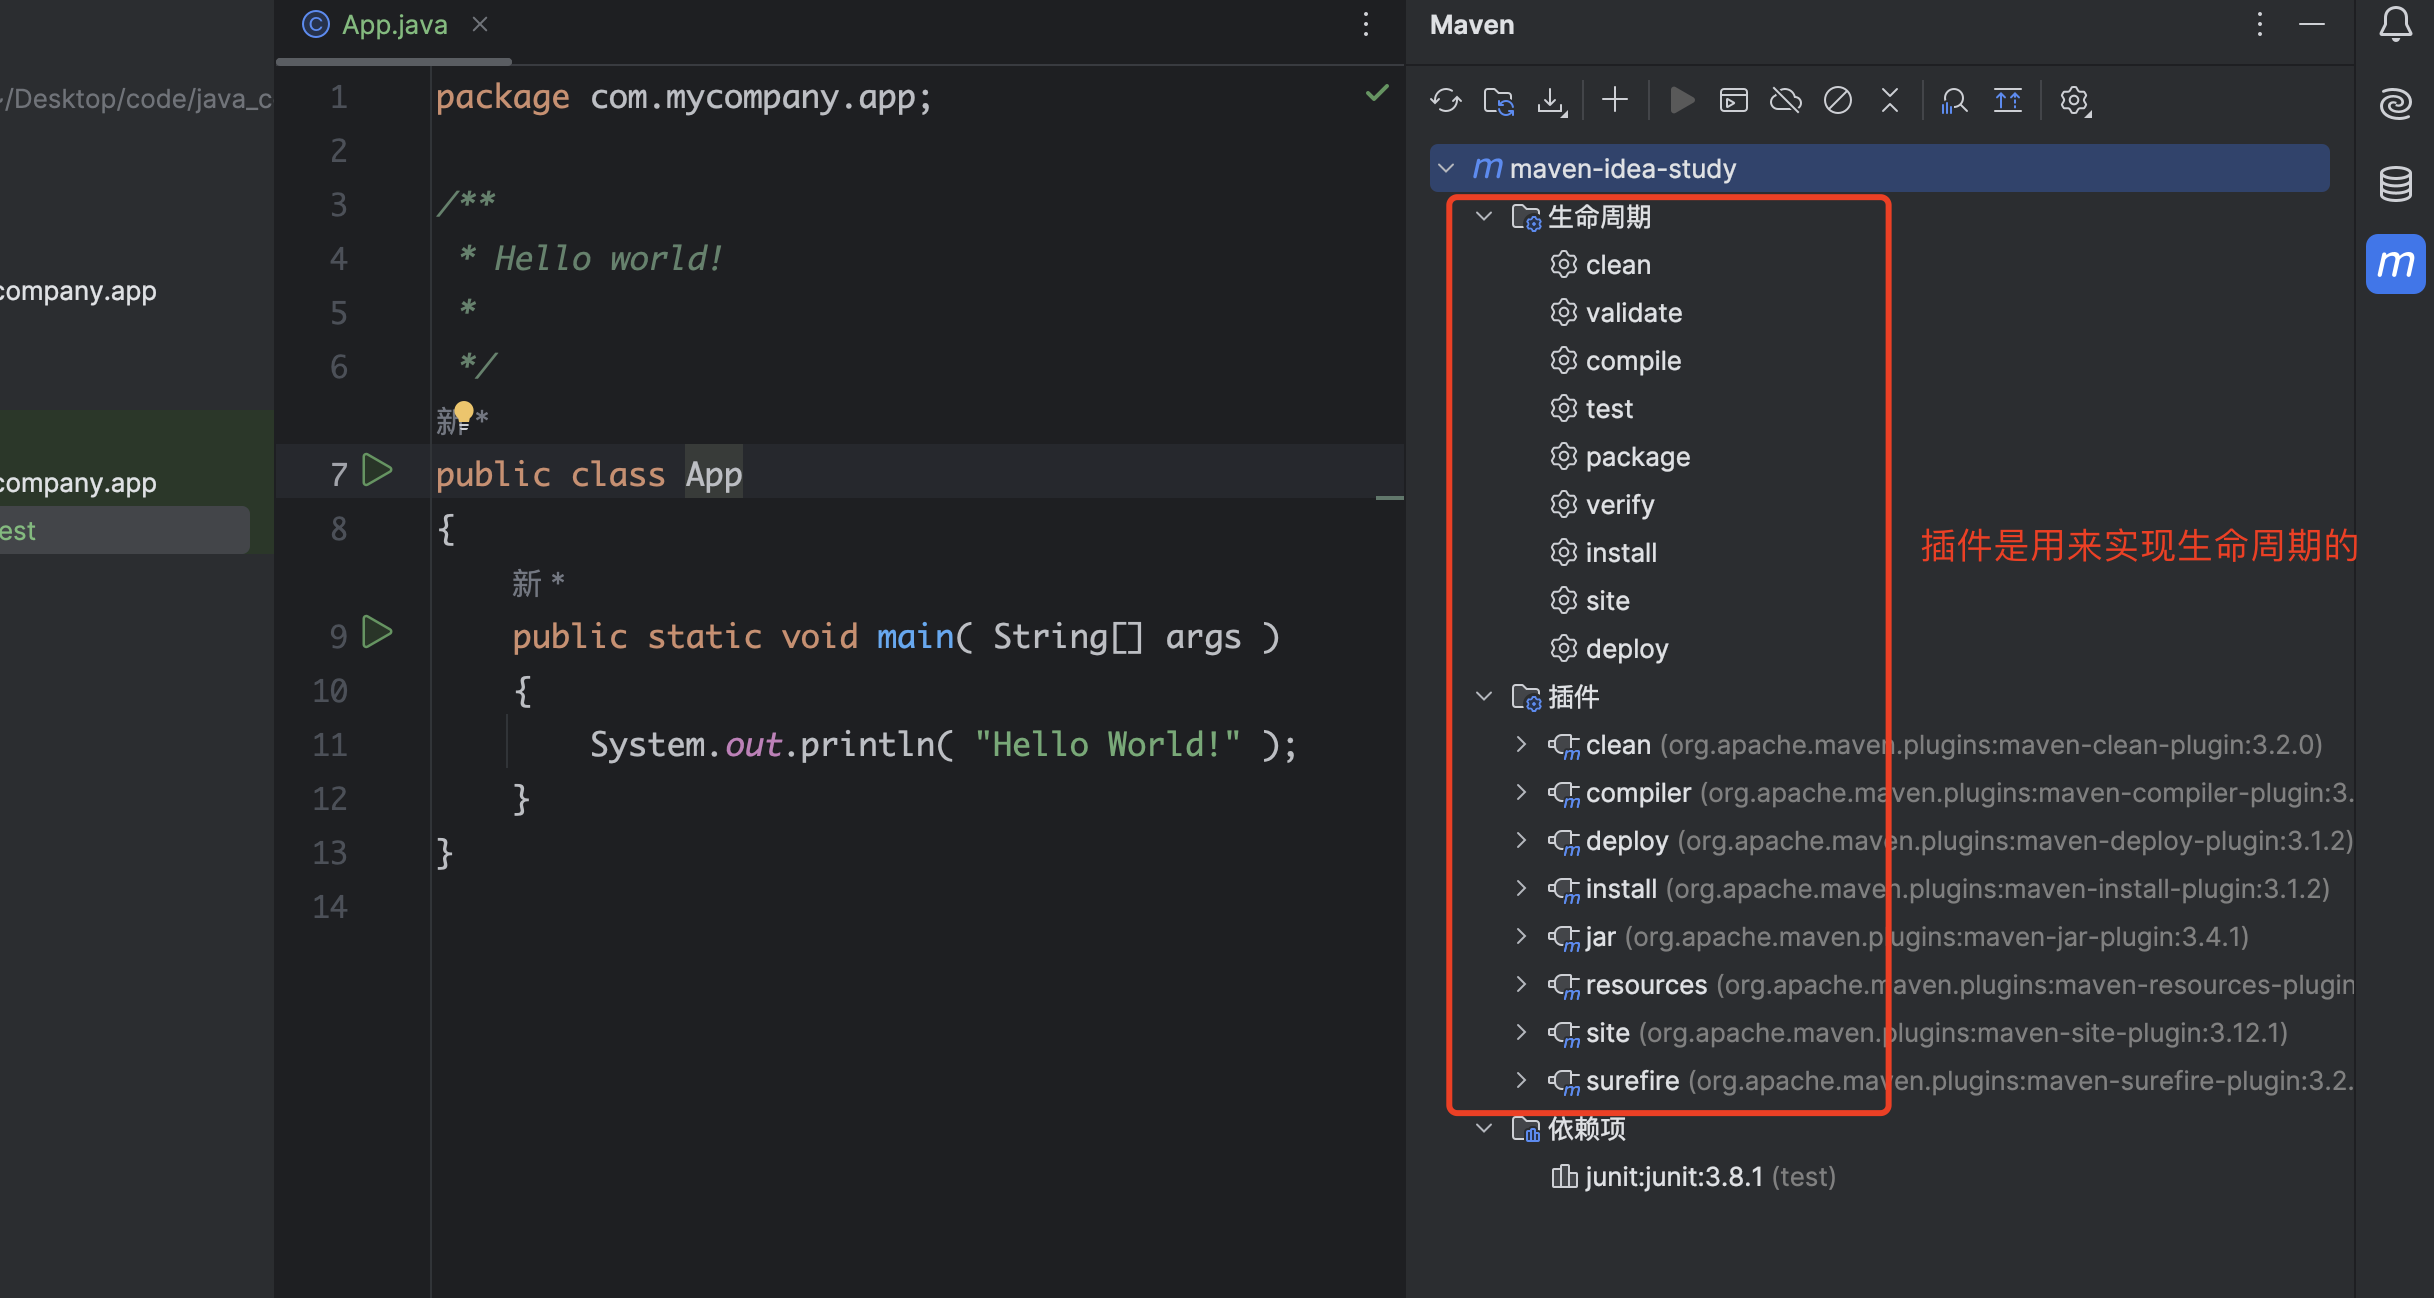 ~/Desktop/code/java_c
company.app
company.app
est
App.java
1 package com.mycompany.app;
2
3 /**
4 * Hello world!
5 *
6 */
新 *
7 public class App
8 {
新 *
9 public static void main( String[] args )
10 {
11 System.out.println( "Hello World!" );
12 }
13 }
14
Maven
maven-idea-study
生命周期
clean
validate
compile
test
package
verify
install
site
deploy
插件
clean (org.apache.maven.plugins:maven-clean-plugin:3.2.0)
compiler (org.apache.maven.plugins:maven-compiler-plugin:3.
deploy (org.apache.maven.plugins:maven-deploy-plugin:3.1.2)
install (org.apache.maven.plugins:maven-install-plugin:3.1.2)
jar (org.apache.maven.plugins:maven-jar-plugin:3.4.1)
resources (org.apache.maven.plugins:maven-resources-plugin
site (org.apache.maven.plugins:maven-site-plugin:3.12.1)
surefire (org.apache.maven.plugins:maven-surefire-plugin:3.2.
依赖项
junit:junit:3.8.1 (test)
插件是用来实现生命周期的
m